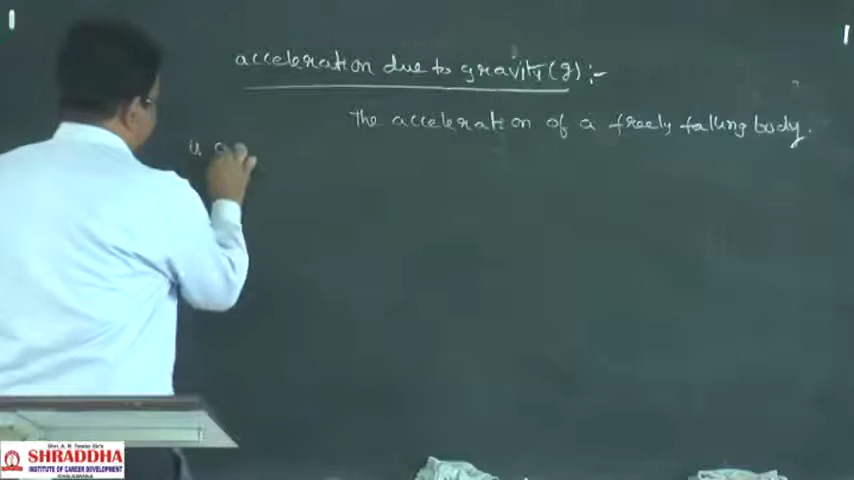 acceleration due to gravity (g) :-
The acceleration of a freely falling body.
SHRADDHA
INSTITUTE OF CAREER DEVELOPMENT